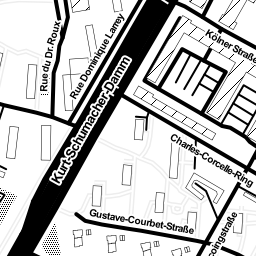 Rue du Dr. Roux
Rue Dominique Larrey
Kölner Straße
Kurt-Schumacher-Damm
Charles-Corcelle-Ring
Gustave-Courbet-Straße